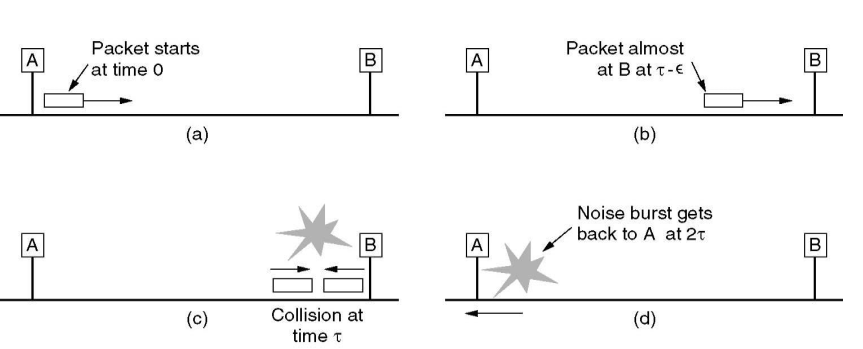 A
Packet starts
at time 0
B
(a)
A
Packet almost
at B at τ-ϵ
B
(b)
A
B
Collision at
time τ
(c)
A
Noise burst gets
back to A at 2τ
B
(d)